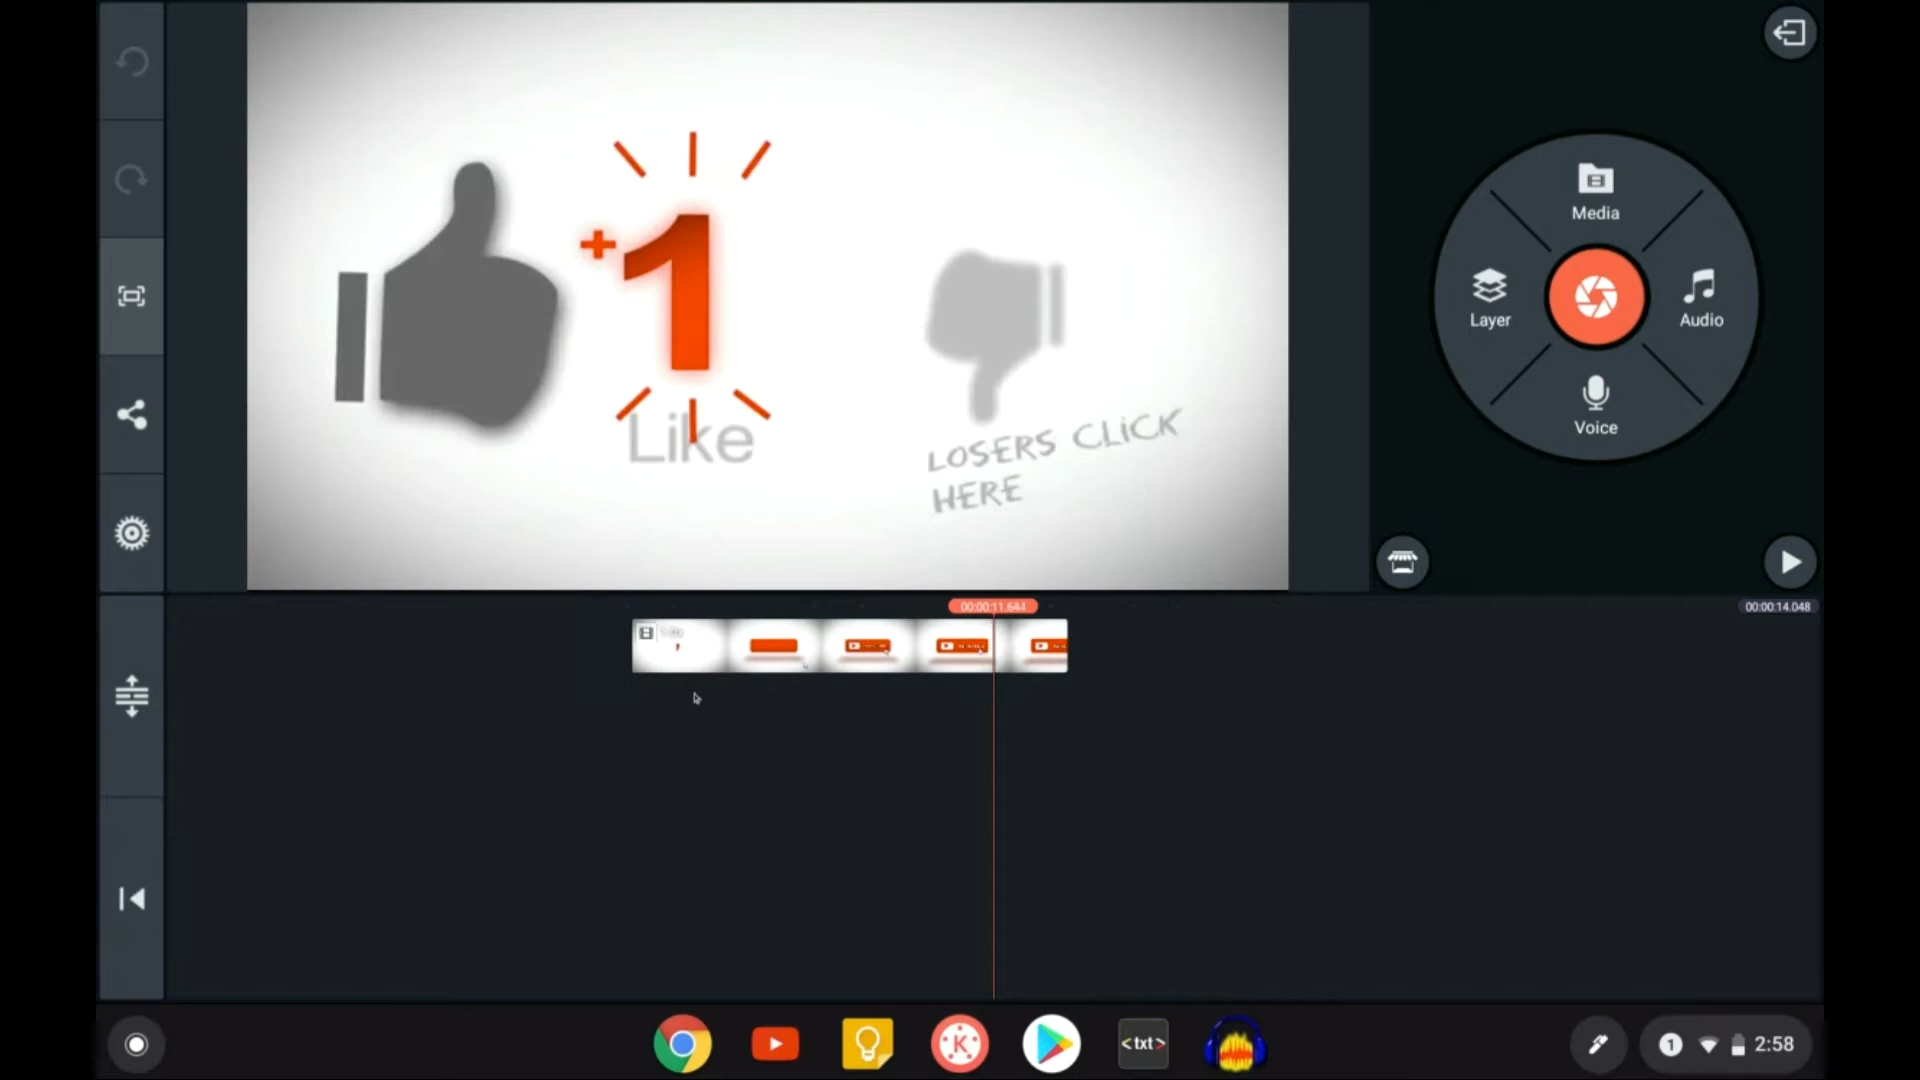 +1
Like
LOSERS CLICK
HERE
Media
Layer
Audio
Voice
00:00:11.644
00:00:14.048
K
<txt>
1
2:58